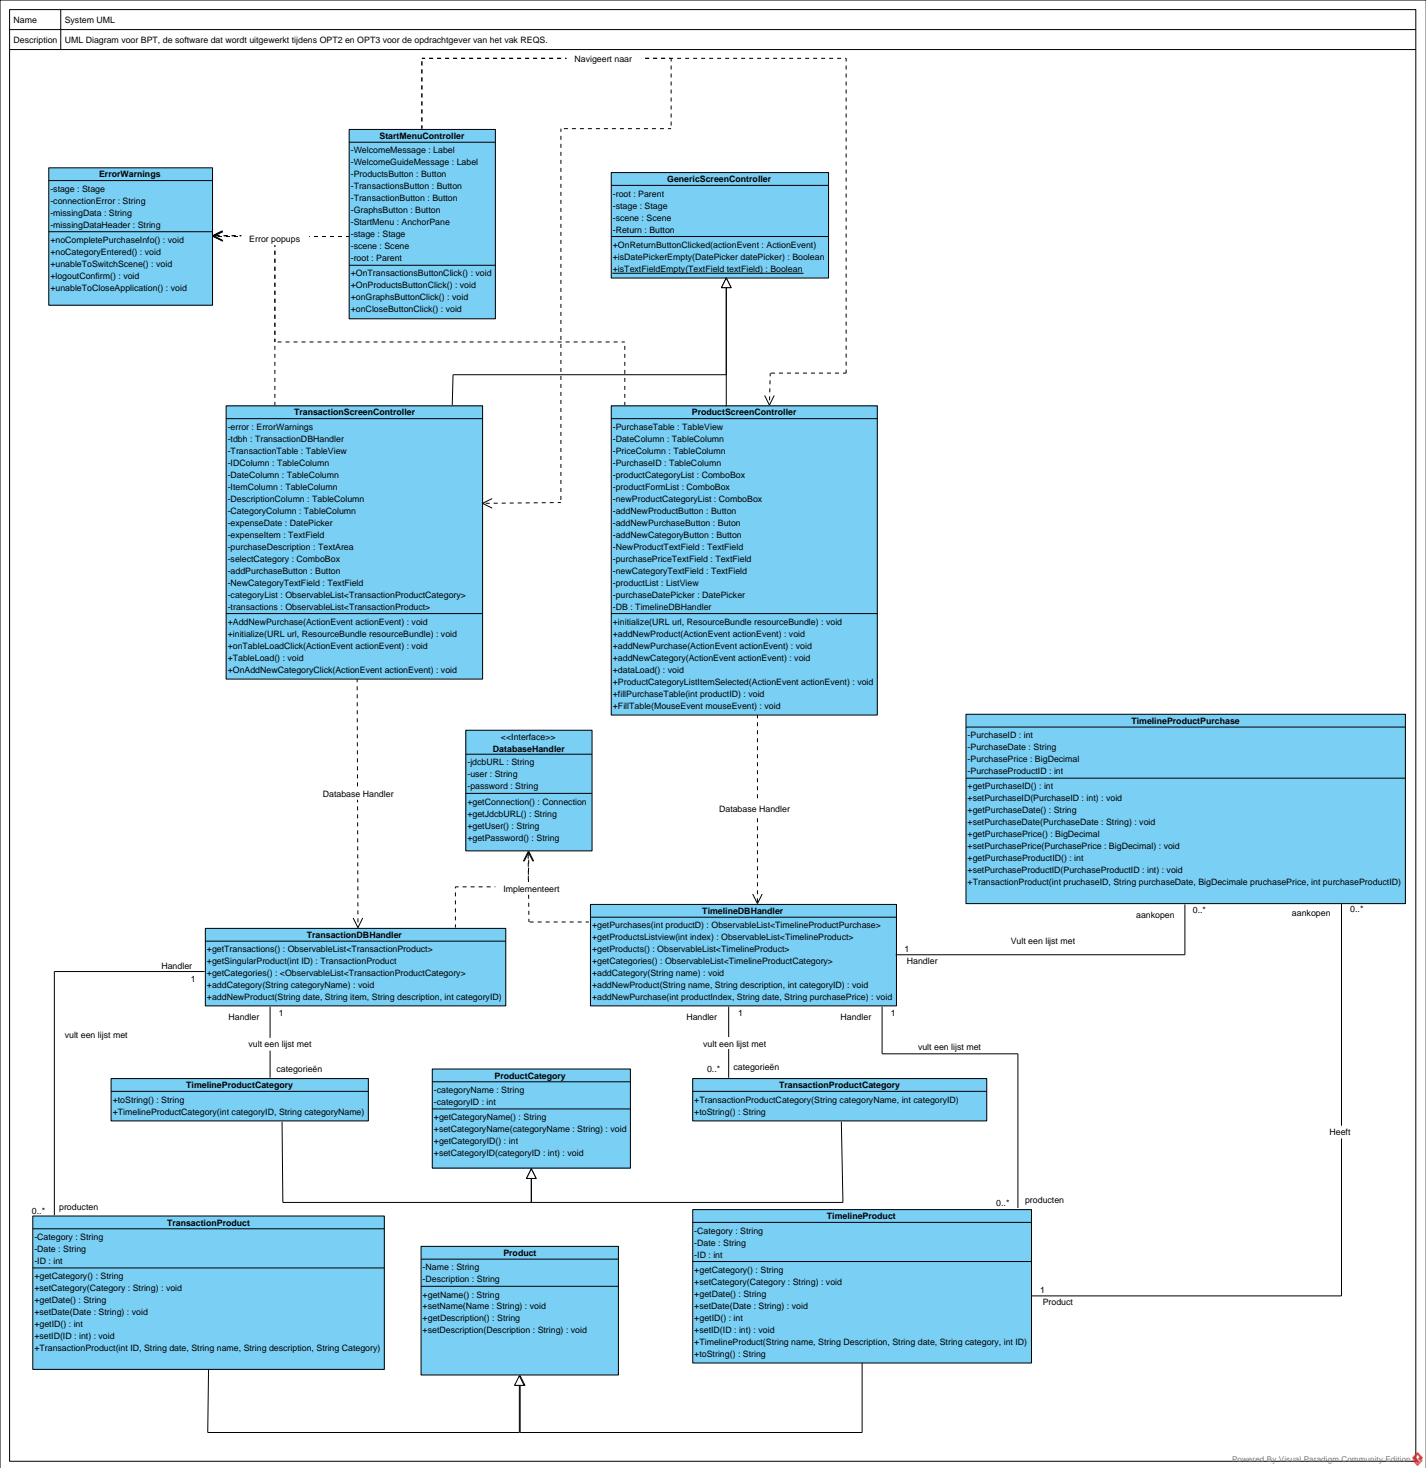 Name System UML
Description UML Diagram voor BPT, de software dat wordt uitgewerkt tijdens OPT2 en OPT3 voor de opdrachtgever van het vak REQS.
Navigeert naar
StartMenuController
-WelcomeMessage : Label
-WelcomeGuideMessage : Label
-ProductsButton : Button
-TransactionsButton : Button
-TransactionButton : Button
-GraphsButton : Button
-StartMenu : AnchorPane
-stage : Stage
-scene : Scene
-root : Parent
+OnTransactionsButtonClick() : void
+OnProductsButtonClick() : void
+onGraphsButtonClick() : void
+onCloseButtonClick() : void
ErrorWarnings
-stage : Stage
-connectionError : String
-missingData : String
-missingDataHeader : String
+noCompletePurchaseInfo() : void
+noCategoryEntered() : void
+unableToSwitchScene() : void
+logoutConfirm() : void
+unableToCloseApplication() : void
Error popups
GenericScreenController
-root : Parent
-stage : Stage
-scene : Scene
-Return : Button
+OnReturnButtonClicked(actionEvent : ActionEvent)
+isDatePickerEmpty(DatePicker datePicker) : Boolean
+isTextFieldEmpty(TextField textField) : Boolean
TransactionScreenController
-error : ErrorWarnings
-tdbh : TransactionDBHandler
-TransactionTable : TableView
-IDColumn : TableColumn
-DateColumn : TableColumn
-ItemColumn : TableColumn
-DescriptionColumn : TableColumn
-CategoryColumn : TableColumn
-expenseDate : DatePicker
-expenseItem : TextField
-purchaseDescription : TextArea
-selectCategory : ComboBox
-addPurchaseButton : Button
-NewCategoryTextField : TextField
-categoryList : ObservableList<TransactionProductCategory>
-transactions : ObservableList<TransactionProduct>
+AddNewPurchase(ActionEvent actionEvent) : void
+initialize(URL url, ResourceBundle resourceBundle) : void
+onTableLoadClick(ActionEvent actionEvent) : void
+TableLoad() : void
+OnAddNewCategoryClick(ActionEvent actionEvent) : void
ProductScreenController
-PurchaseTable : TableView
-DateColumn : TableColumn
-PriceColumn : TableColumn
-PurchaseID : TableColumn
-productCategoryList : ComboBox
-productFormList : ComboBox
-newProductCategoryList : ComboBox
-addNewProductButton : Button
-addNewPurchaseButton : Buton
-addNewCategoryButton : Button
-NewProductTextField : TextField
-purchasePriceTextField : TextField
-newCategoryTextField : TextField
-productList : ListView
-purchaseDatePicker : DatePicker
-DB : TimelineDBHandler
+initialize(URL url, ResourceBundle resourceBundle) : void
+addNewProduct(ActionEvent actionEvent) : void
+addNewPurchase(ActionEvent actionEvent) : void
+addNewCategory(ActionEvent actionEvent) : void
+dataLoad() : void
+ProductCategoryListItemSelected(ActionEvent actionEvent) : void
+fillPurchaseTable(int productID) : void
+FillTable(MouseEvent mouseEvent) : void
Database Handler
<<Interface>>
DatabaseHandler
-jdcbURL : String
-user : String
-password : String
+getConnection() : Connection
+getJdcbURL() : String
+getUser() : String
+getPassword() : String
Database Handler
TimelineProductPurchase
-PurchaseID : int
-PurchaseDate : String
-PurchasePrice : BigDecimal
-PurchaseProductID : int
+getPurchaseID() : int
+setPurchaseID(PurchaseID : int) : void
+getPurchaseDate() : String
+setPurchaseDate(PurchaseDate : String) : void
+getPurchasePrice() : BigDecimal
+setPurchasePrice(PurchasePrice : BigDecimal) : void
+getPurchaseProductID() : int
+setPurchaseProductID(PurchaseProductID : int) : void
+TransactionProduct(int pruchaseID, String purchaseDate, BigDecimale pruchasePrice, int purchaseProductID)
Implementeert
aankopen 0..* aankopen 0..*
TransactionDBHandler
+getTransactions() : ObservableList<TransactionProduct>
+getSingularProduct(int ID) : TransactionProduct
+getCategories() : <ObservableList<TransactionProductCategory>
+addCategory(String categoryName) : void
+addNewProduct(String date, String item, String description, int categoryID)
TimelineDBHandler
+getPurchases(int productD) : ObservableList<TimelineProductPurchase>
+getProductsListview(int index) : ObservableList<TimelineProduct>
+getProducts() : ObservableList<TimelineProduct>
+getCategories() : ObservableList<TimelineProductCategory>
+addCategory(String name) : void
+addNewProduct(String name, String description, int categoryID) : void
+addNewPurchase(int productIndex, String date, String purchasePrice) : void
1
Handler
Vult een lijst met
Handler
1
vult een lijst met
Handler 1
vult een lijst met
categorieën
Handler 1
vult een lijst met
0..* categorieën
Handler 1
vult een lijst met
TimelineProductCategory
+toString() : String
+TimelineProductCategory(int categoryID, String categoryName)
ProductCategory
-categoryName : String
-categoryID : int
+getCategoryName() : String
+setCategoryName(categoryName : String) : void
+getCategoryID() : int
+setCategoryID(categoryID : int) : void
TransactionProductCategory
+TransactionProductCategory(String categoryName, int categoryID)
+toString() : String
Heeft
0..* producten
0..* producten
TransactionProduct
-Category : String
-Date : String
-ID : int
+getCategory() : String
+setCategory(Category : String) : void
+getDate() : String
+setDate(Date : String) : void
+getID() : int
+setID(ID : int) : void
+TransactionProduct(int ID, String date, String name, String description, String Category)
Product
-Name : String
-Description : String
+getName() : String
+setName(Name : String) : void
+getDescription() : String
+setDescription(Description : String) : void
TimelineProduct
-Category : String
-Date : String
-ID : int
+getCategory() : String
+setCategory(Category : String) : void
+getDate() : String
+setDate(Date : String) : void
+getID() : int
+setID(ID : int) : void
+TimelineProduct(String name, String Description, String date, String category, int ID)
+toString() : String
1
Product
Powered By Visual Paradigm Community Edition